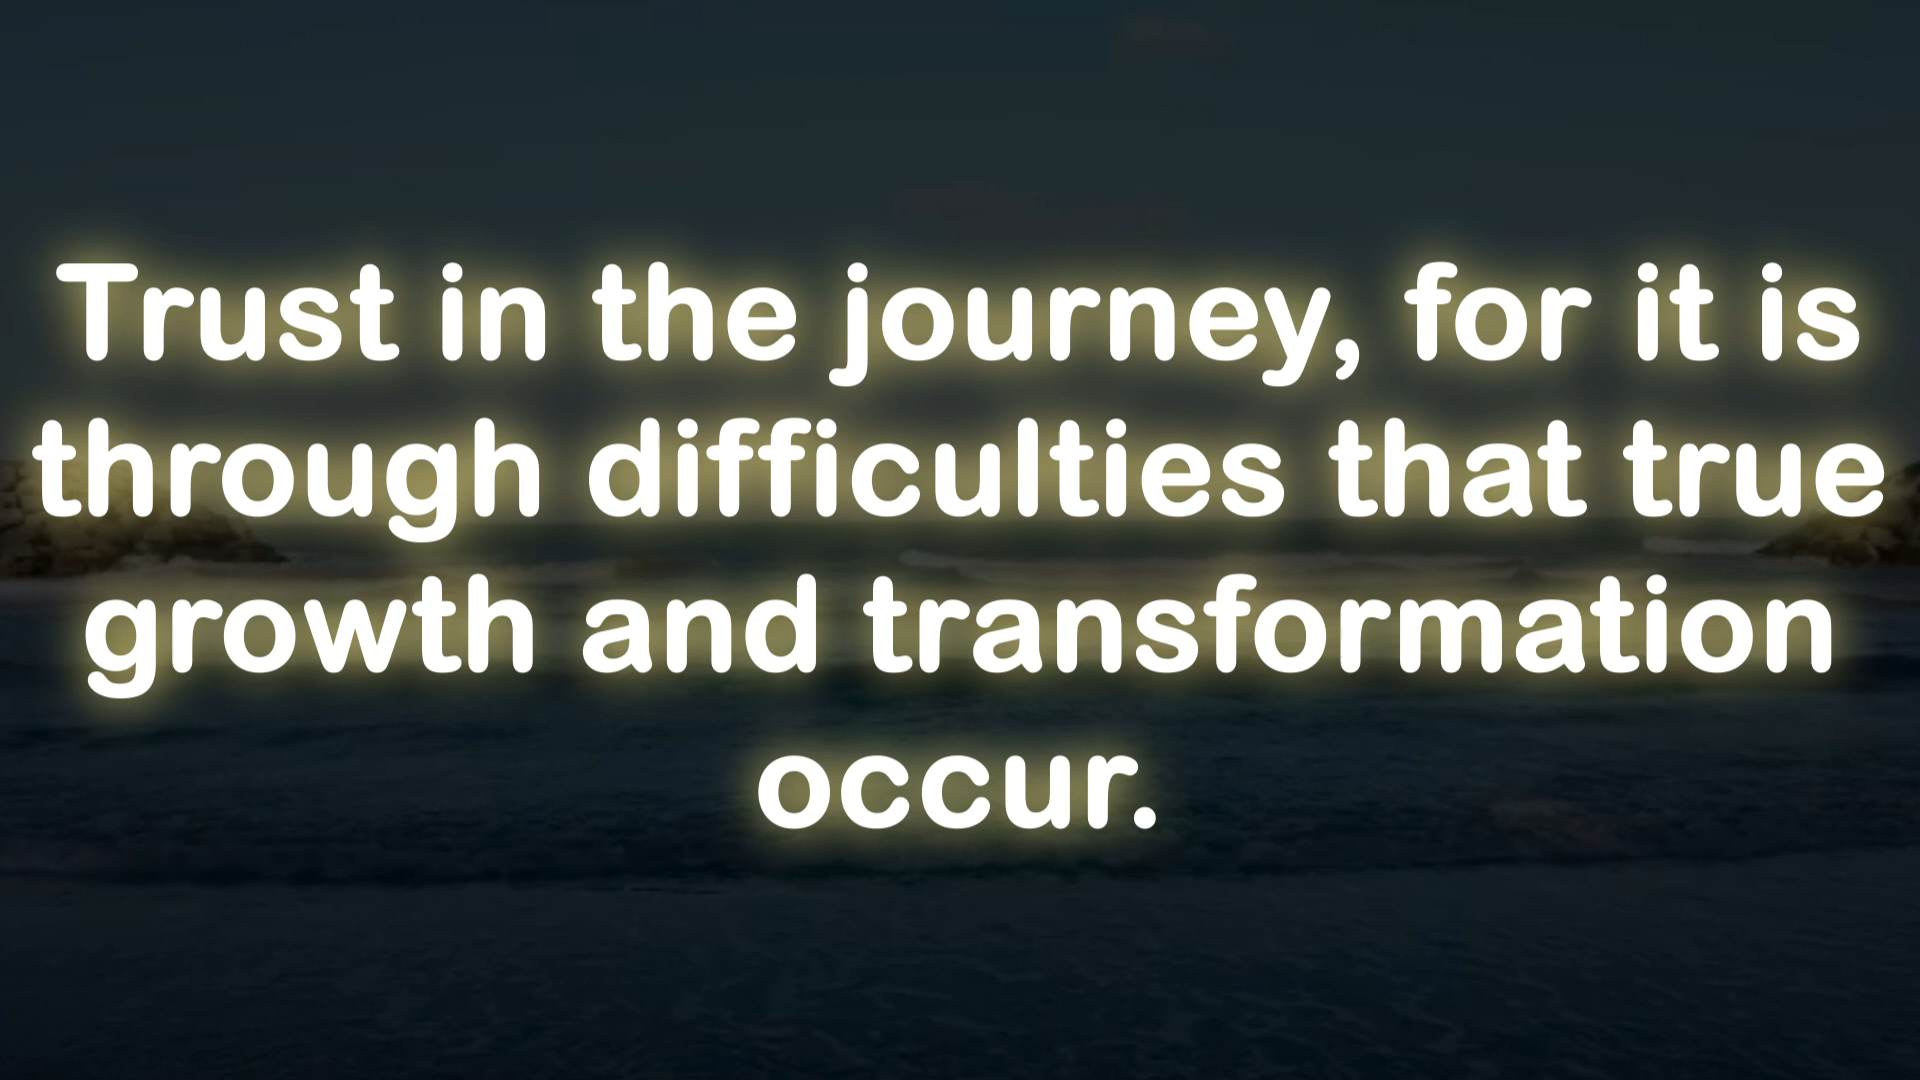 Trust in the journey, for it is
through difficulties that true
growth and transformation
occur.